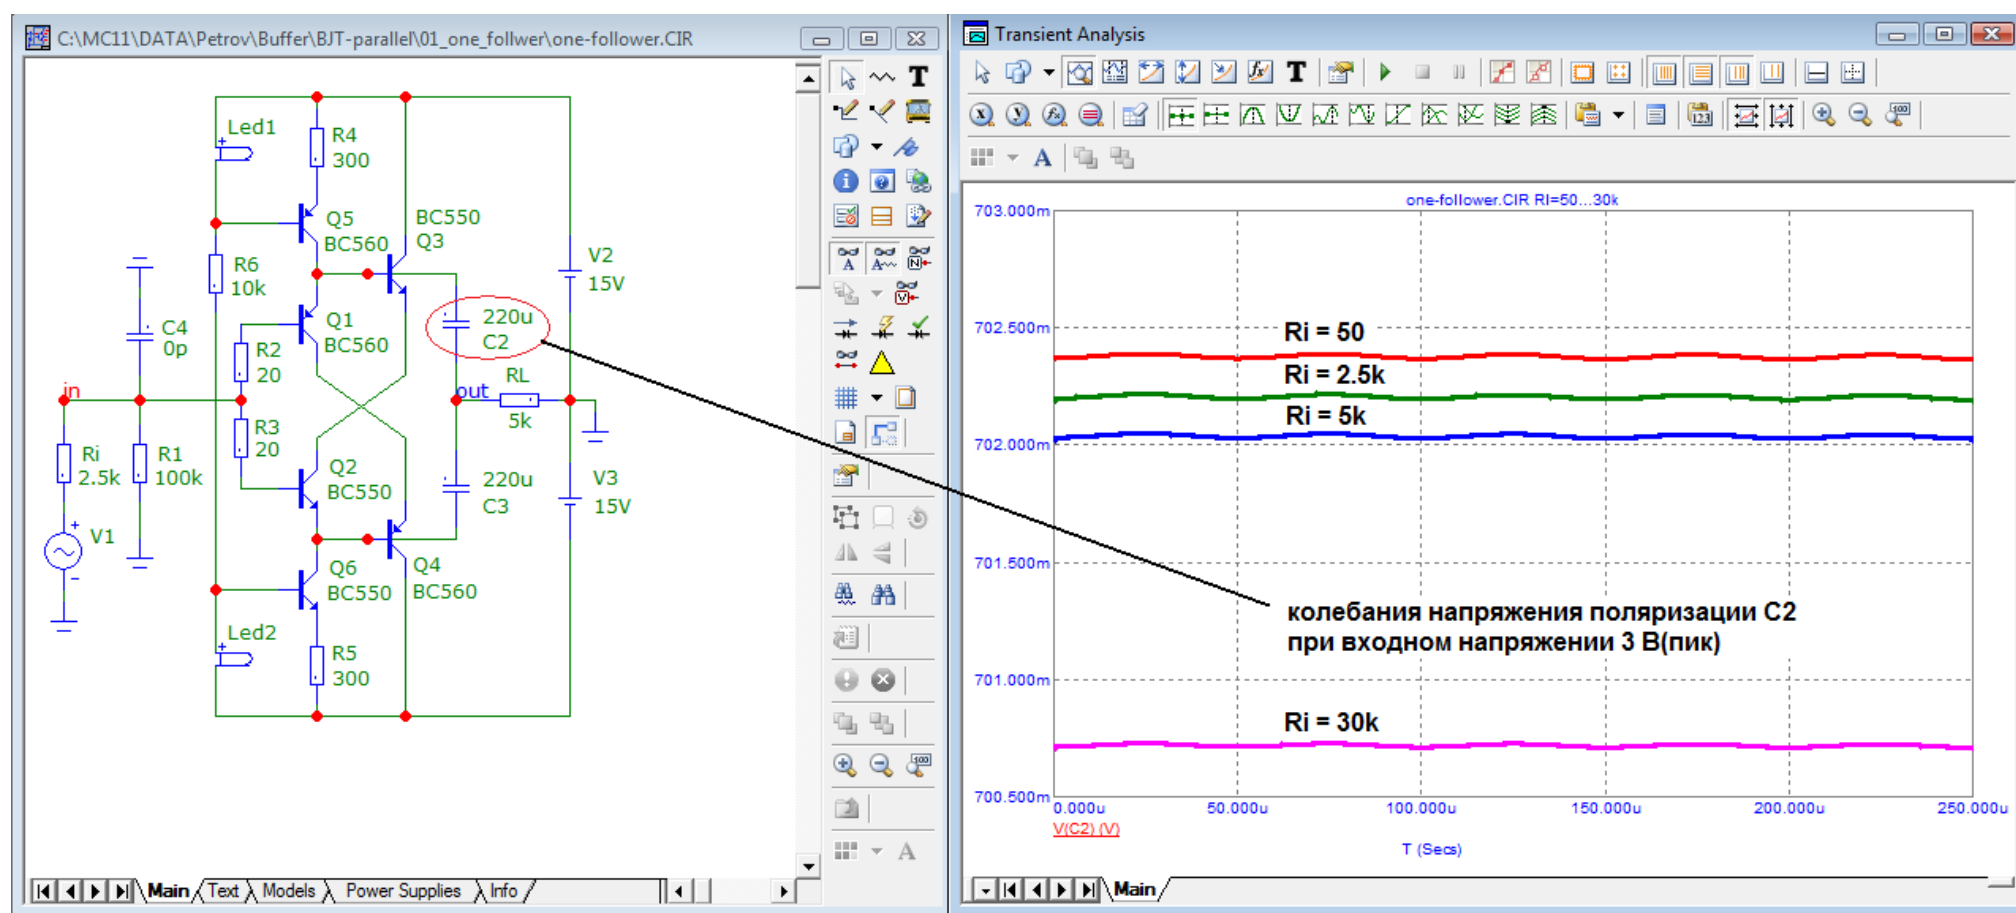 C:\MC11\DATA\Petrov\Buffer\BJT-parallel\01_one_follwer\one-follower.CIR
Led1
R4
300
Q5
BC560
BC550
Q3
V2
15V
R6
10k
C4
0p
Q1
BC560
220u
C2
R2
20
in
out
RL
5k
R3
20
Ri
2.5k
R1
100k
Q2
BC550
220u
C3
V3
15V
V1
Q6
BC550
Q4
BC560
Led2
R5
300
Main
Text
Models
Power Supplies
Info
Transient Analysis
one-follower.CIR RI=50...30k
703.000m
702.500m
702.000m
701.500m
701.000m
700.500m
Ri = 50
Ri = 2.5k
Ri = 5k
колебания напряжения поляризации C2
при входном напряжении 3 В(пик)
Ri = 30k
0.000u 50.000u 100.000u 150.000u 200.000u 250.000u
V(C2) (V)
T (Secs)
Main